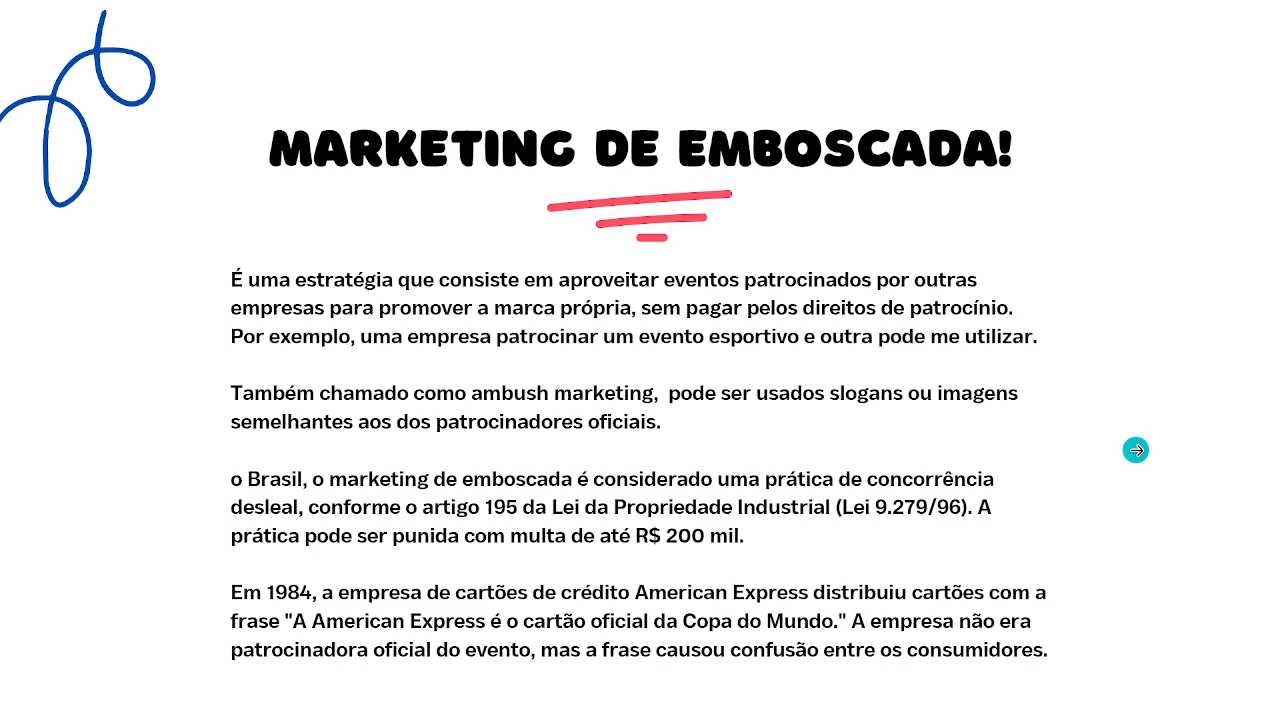 MARKETING DE EMBOSCADA!
É uma estratégia que consiste em aproveitar eventos patrocinados por outras
empresas para promover a marca própria, sem pagar pelos direitos de patrocínio.
Por exemplo, uma empresa patrocinar um evento esportivo e outra pode me utilizar.
Também chamado como ambush marketing,  pode ser usados slogans ou imagens
semelhantes aos dos patrocinadores oficiais.
o Brasil, o marketing de emboscada é considerado uma prática de concorrência
desleal, conforme o artigo 195 da Lei da Propriedade Industrial (Lei 9.279/96). A
prática pode ser punida com multa de até R$ 200 mil.
Em 1984, a empresa de cartões de crédito American Express distribuiu cartões com a
frase "A American Express é o cartão oficial da Copa do Mundo." A empresa não era
patrocinadora oficial do evento, mas a frase causou confusão entre os consumidores.